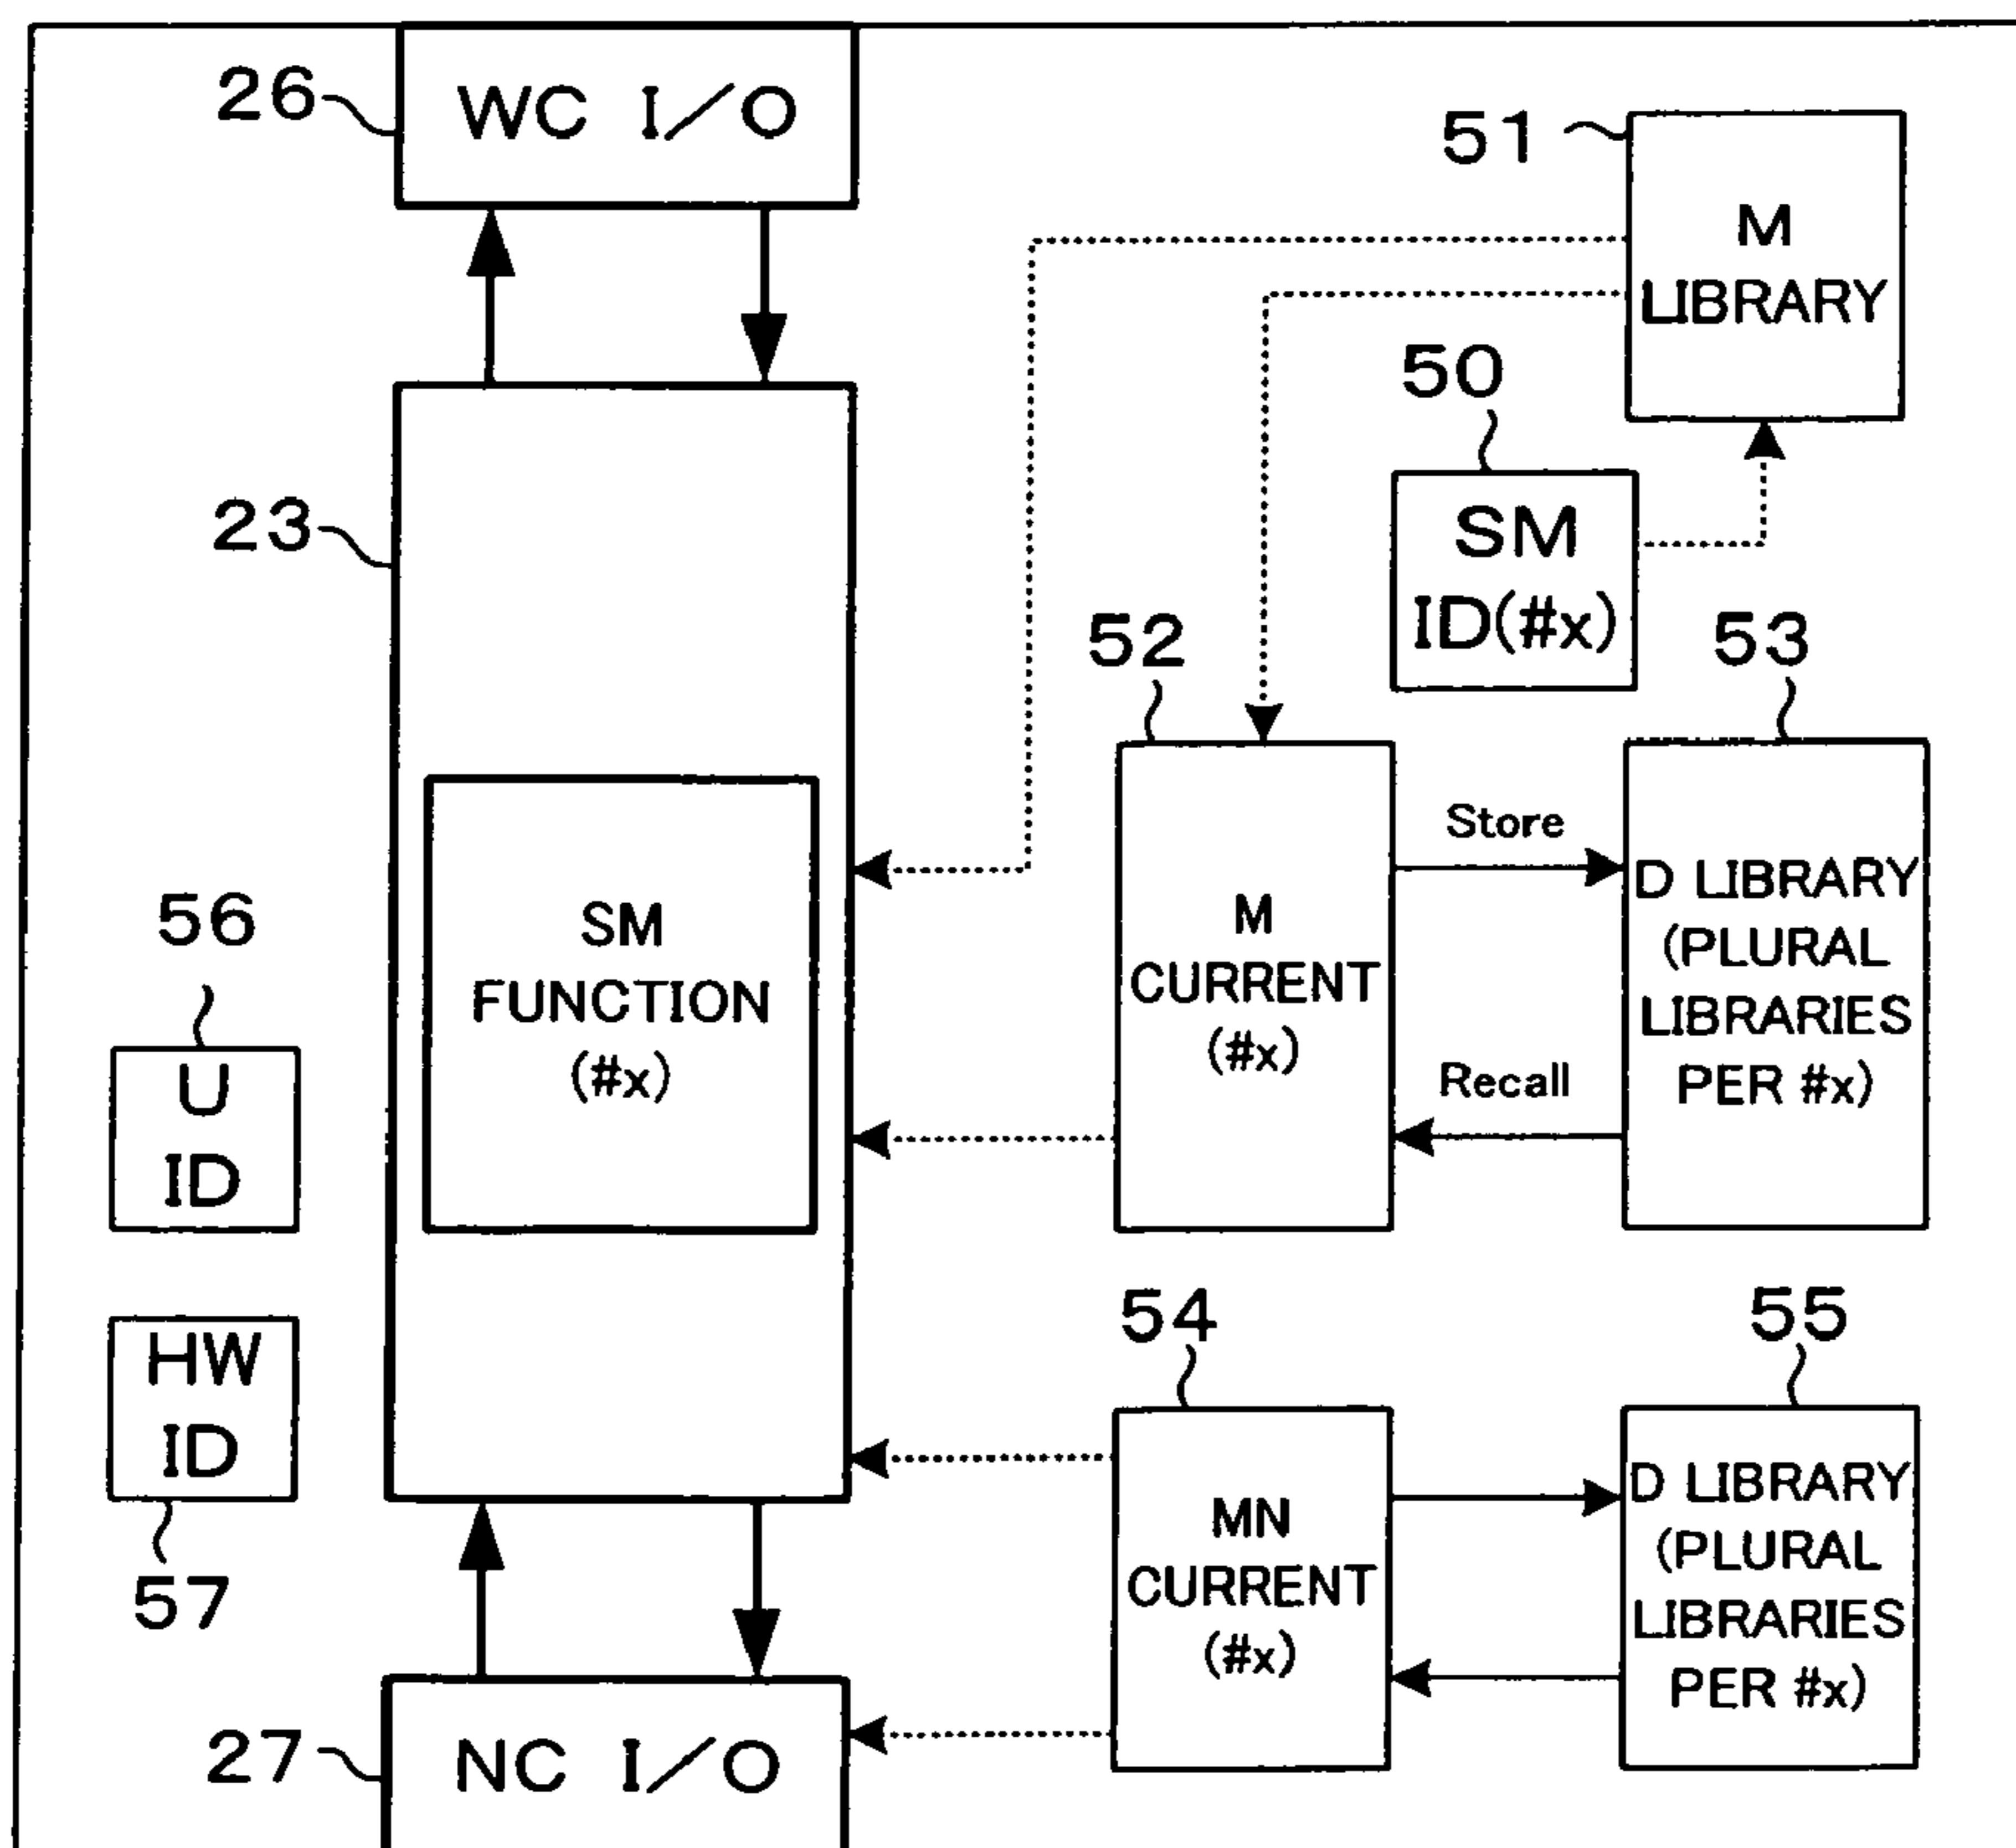 26
WC I/O
51
M
LIBRARY
50
SM
ID(#x)
23
52
53
SM
FUNCTION
(#x)
M
CURRENT
(#x)
Store
Recall
D LIBRARY
(PLURAL
LIBRARIES
PER #x)
56
U
ID
HW
ID
57
54
55
MN
CURRENT
(#x)
D LIBRARY
(PLURAL
LIBRARIES
PER #x)
27
NC I/O